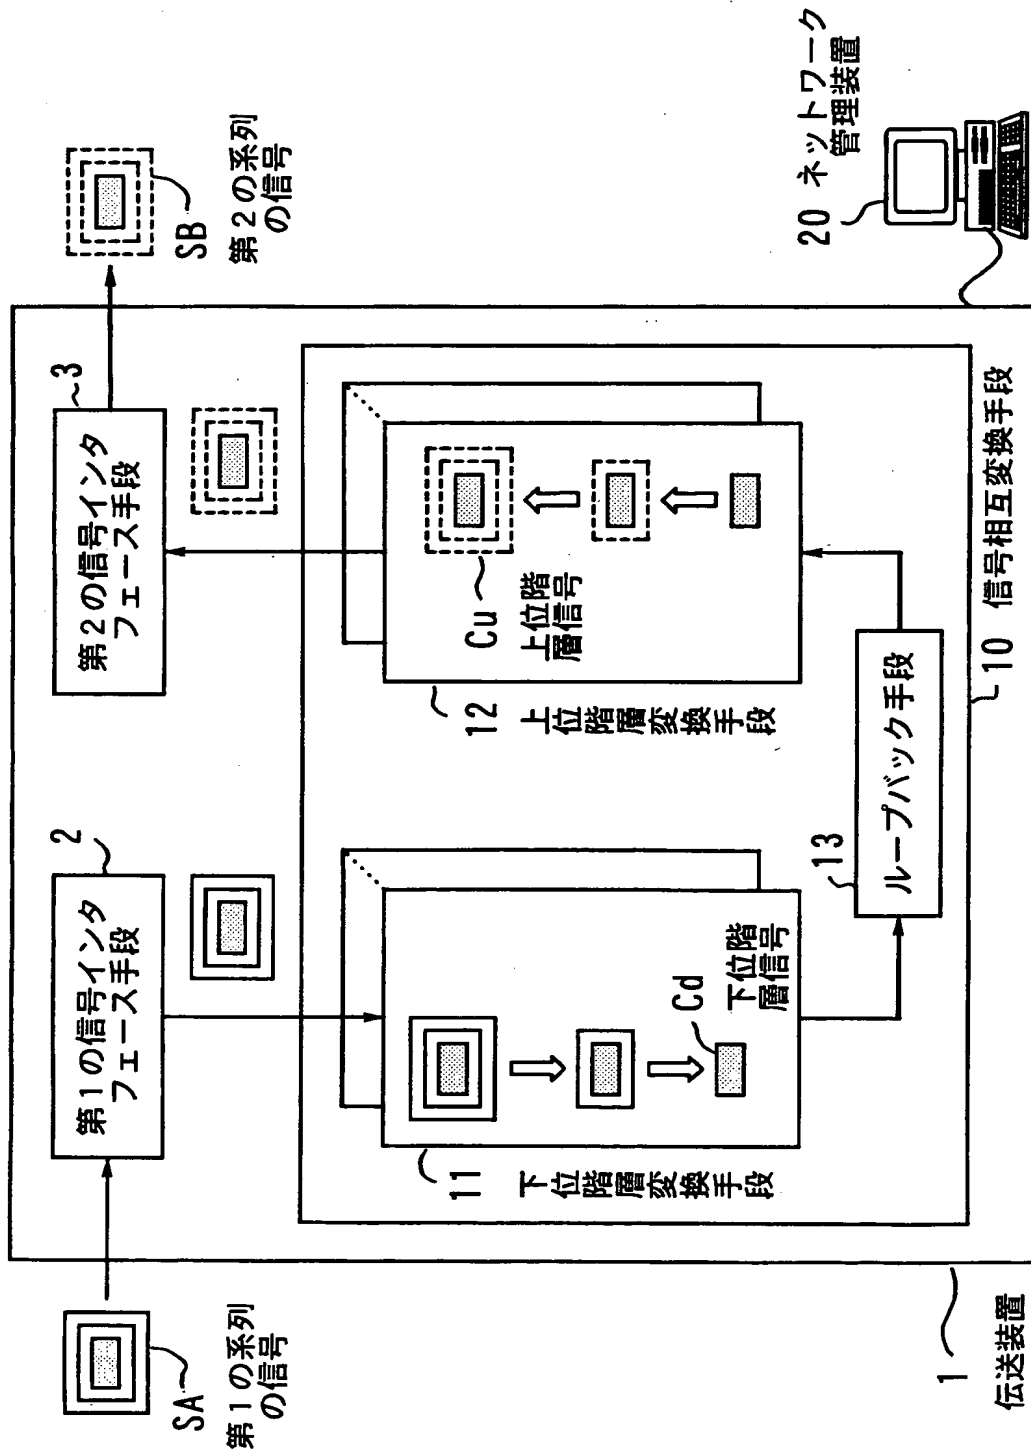 SA
第1の系列
の信号
1
伝送装置
2
第1の信号インタ
フェース手段
3
第2の信号インタ
フェース手段
SB
第2の系列
の信号
11
下位階層変換手段
Cd
下位階
層信号
12
上位階層変換手段
Cu
上位階
層信号
13
ループバック手段
10 信号相互変換手段
20 ネットワーク
管理装置